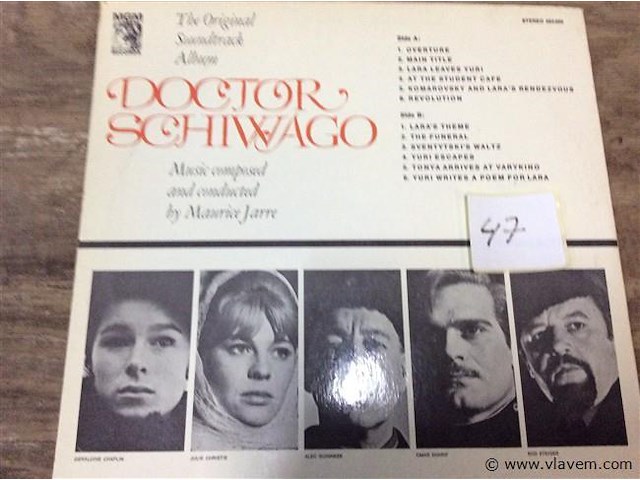 MGM
The Original
Soundtrack
Album
DOCTOR
SCHIWAGO
Music composed
and conducted
by Maurice Jarre
STEREO
Side A:
1. OVERTURE
2. MAIN TITLE
3. LARA LEAVES YURI
4. AT THE STUDENT CAFE
5. KOMAROVSKY AND LARA'S RENDEZVOUS
6. REVOLUTION
Side B:
1. LARA'S THEME
2. THE FUNERAL
3. SVENTYTSKI'S WALTZ
4. YURI ESCAPES
5. TONYA ARRIVES AT VARYKINO
6. YURI WRITES A POEM FOR LARA
47
GERALDINE CHAPLIN
JULIE CHRISTIE
ALEC GUINNESS
OMAR SHARIF
ROD STEIGER
© www.vlavem.com